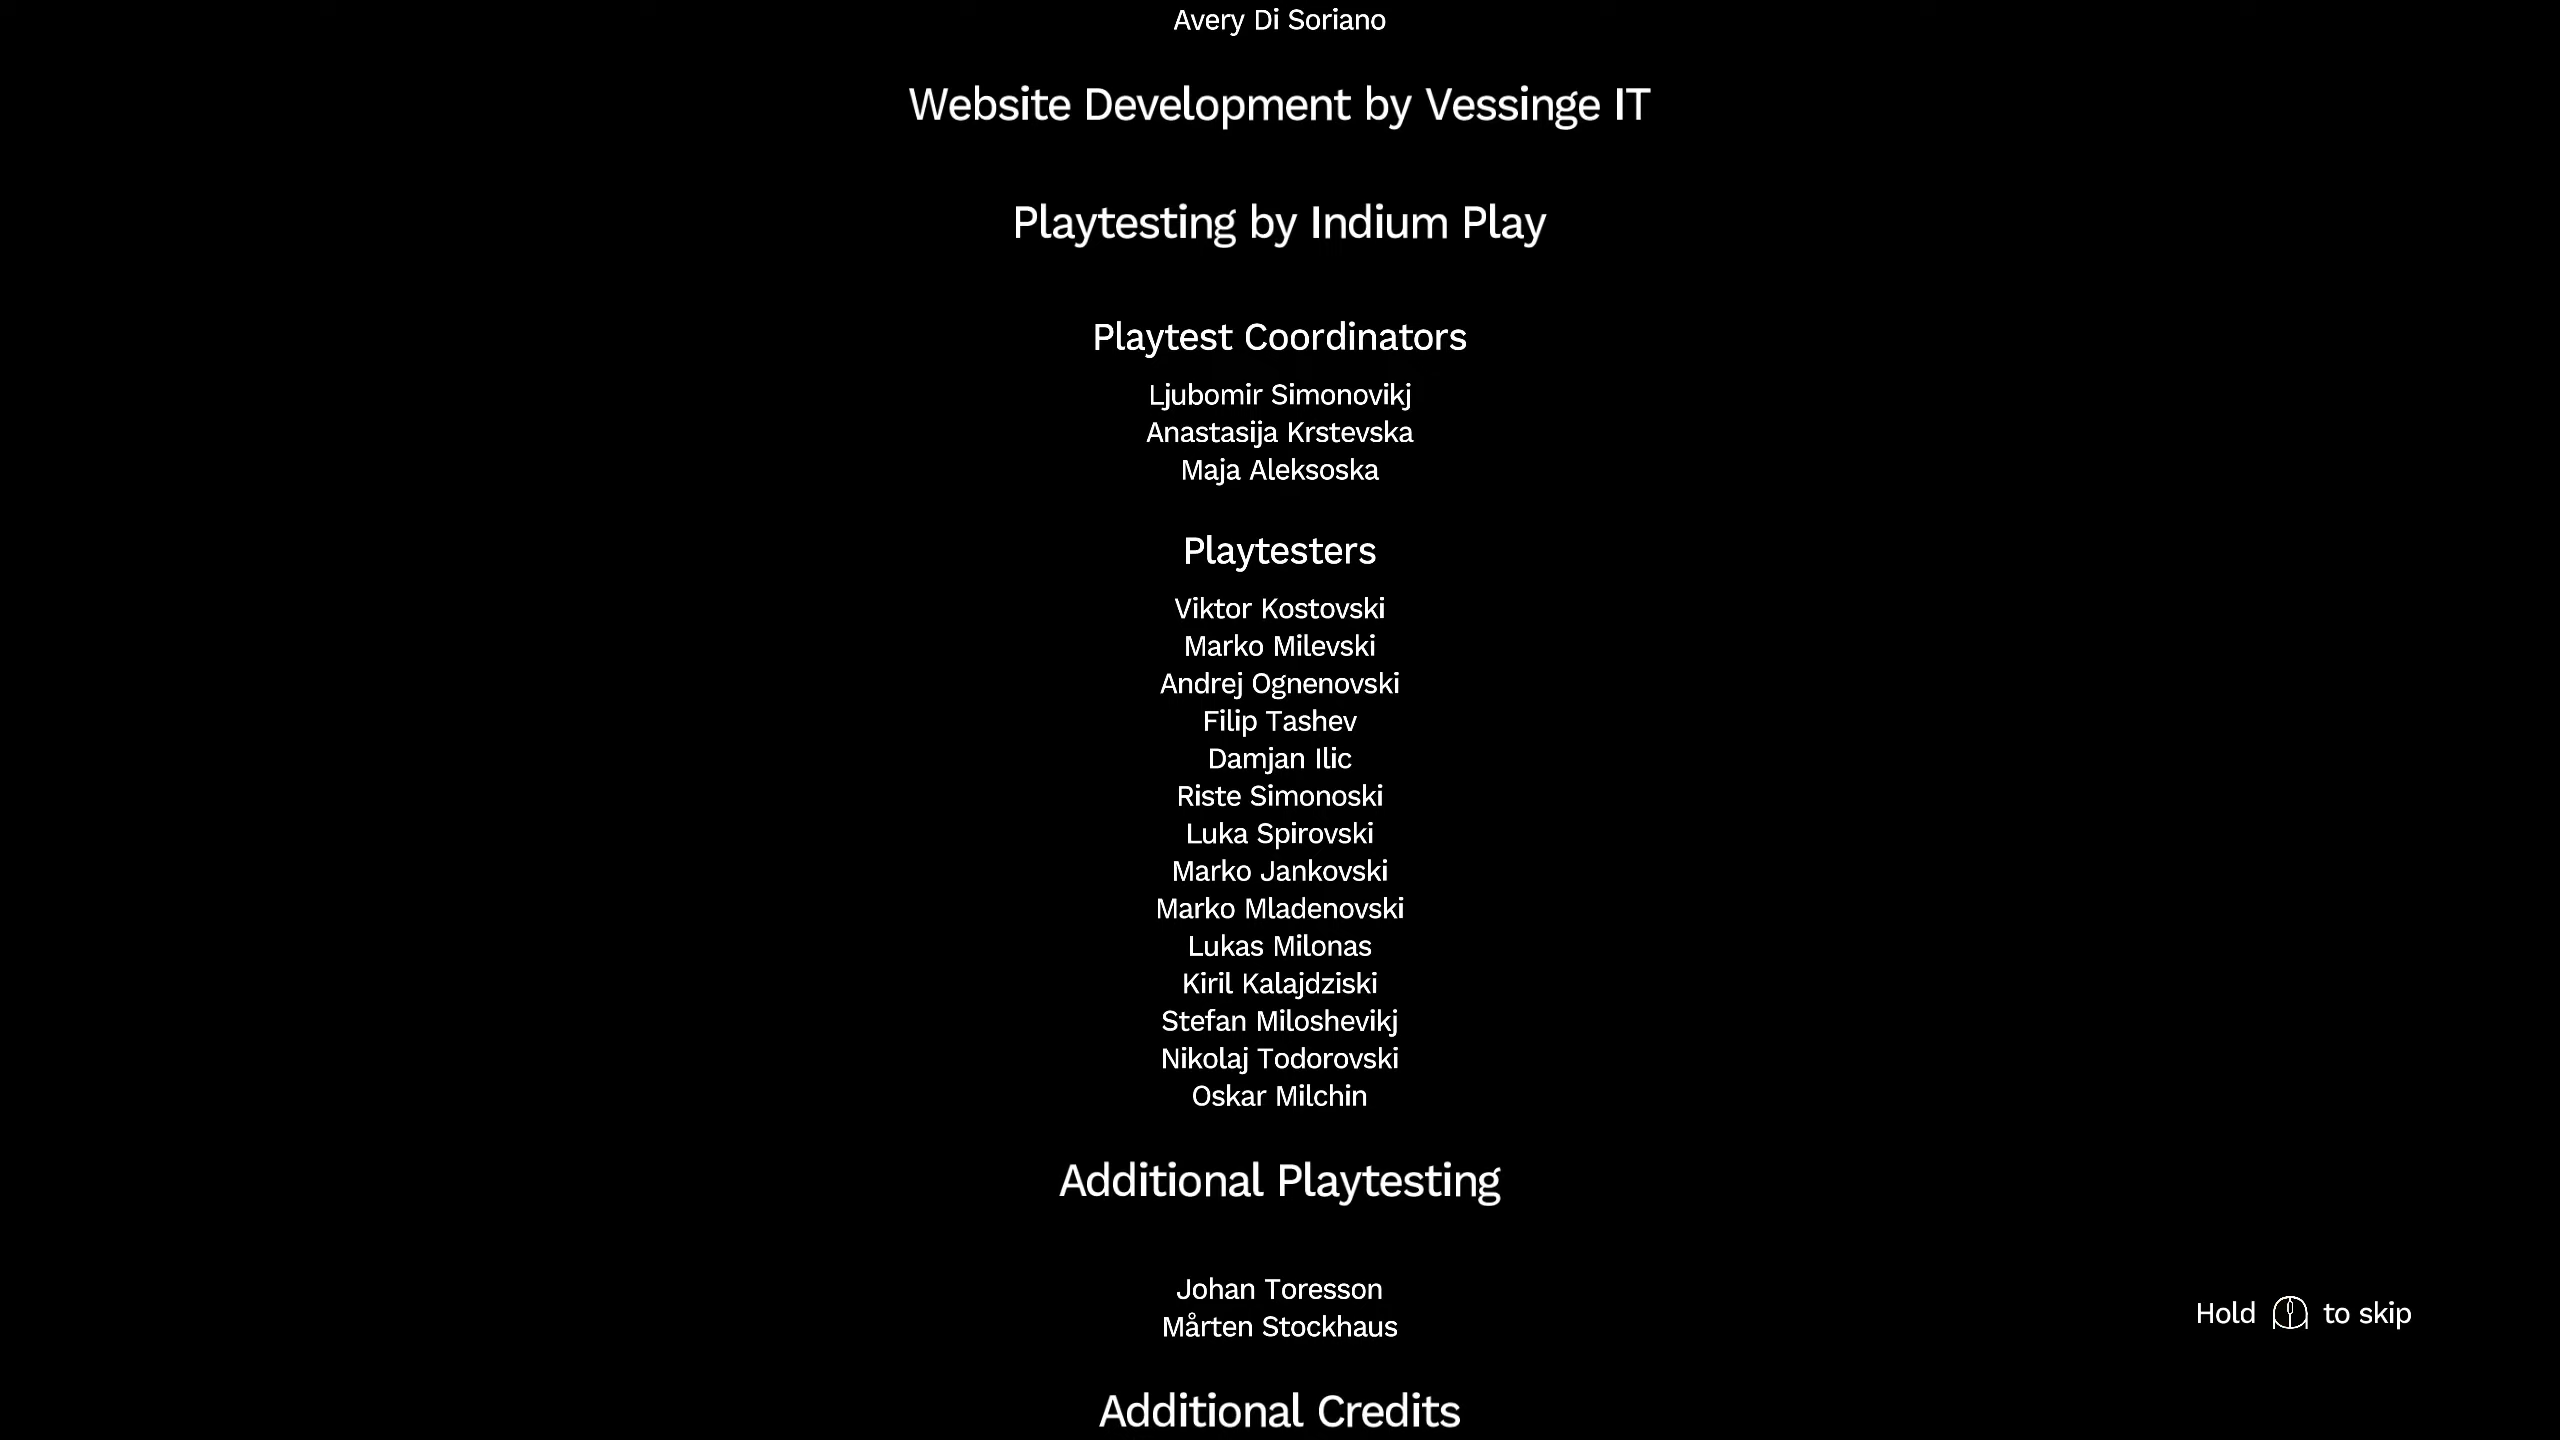 Avery Di Soriano
Website Development by Vessinge IT
Playtesting by Indium Play
Playtest Coordinators
Ljubomir Simonovikj
Anastasija Krstevska
Maja Aleksoska
Playtesters
Viktor Kostovski
Marko Milevski
Andrej Ognenovski
Filip Tashev
Damjan Ilic
Riste Simonoski
Luka Spirovski
Marko Jankovski
Marko Mladenovski
Lukas Milonas
Kiril Kalajdziski
Stefan Miloshevikj
Nikolaj Todorovski
Oskar Milchin
Additional Playtesting
Johan Toresson
Mårten Stockhaus
Hold to skip
Additional Credits